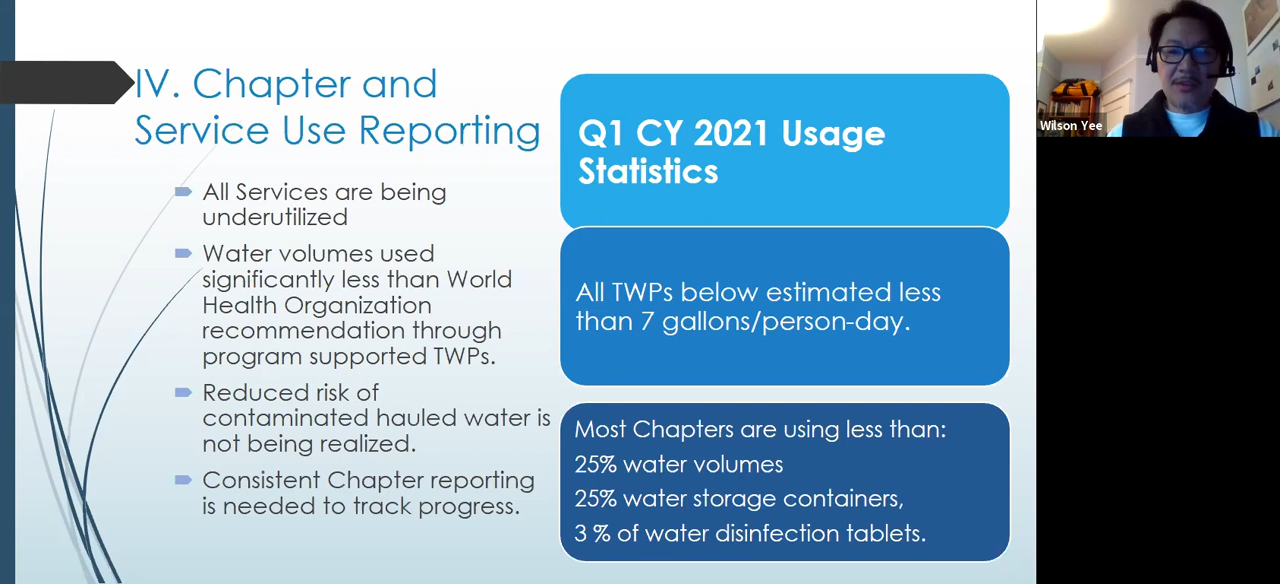 IV. Chapter and
Service Use Reporting
All Services are being
underutilized
Water volumes used
significantly less than World
Health Organization
recommendation through
program supported TWPs.
Reduced risk of
contaminated hauled water is
not being realized.
Consistent Chapter reporting
is needed to track progress.
Q1 CY 2021 Usage
Statistics
All TWPs below estimated less
than 7 gallons/person-day.
Most Chapters are using less than:
25% water volumes
25% water storage containers,
3 % of water disinfection tablets.
Wilson Yee